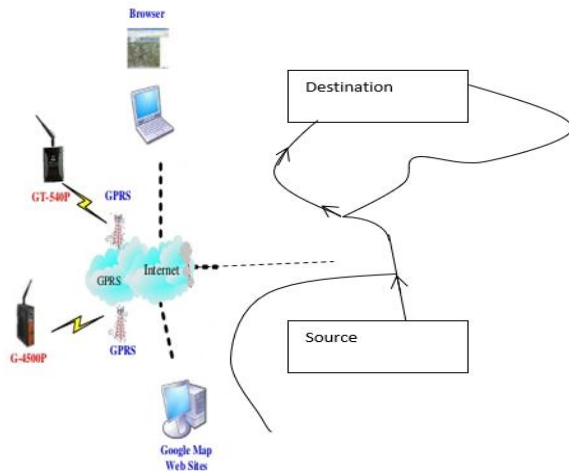 Browser
Destination
GT-540P
GPRS
GPRS
Internet
G-4500P
GPRS
Source
Google Map
Web Sites